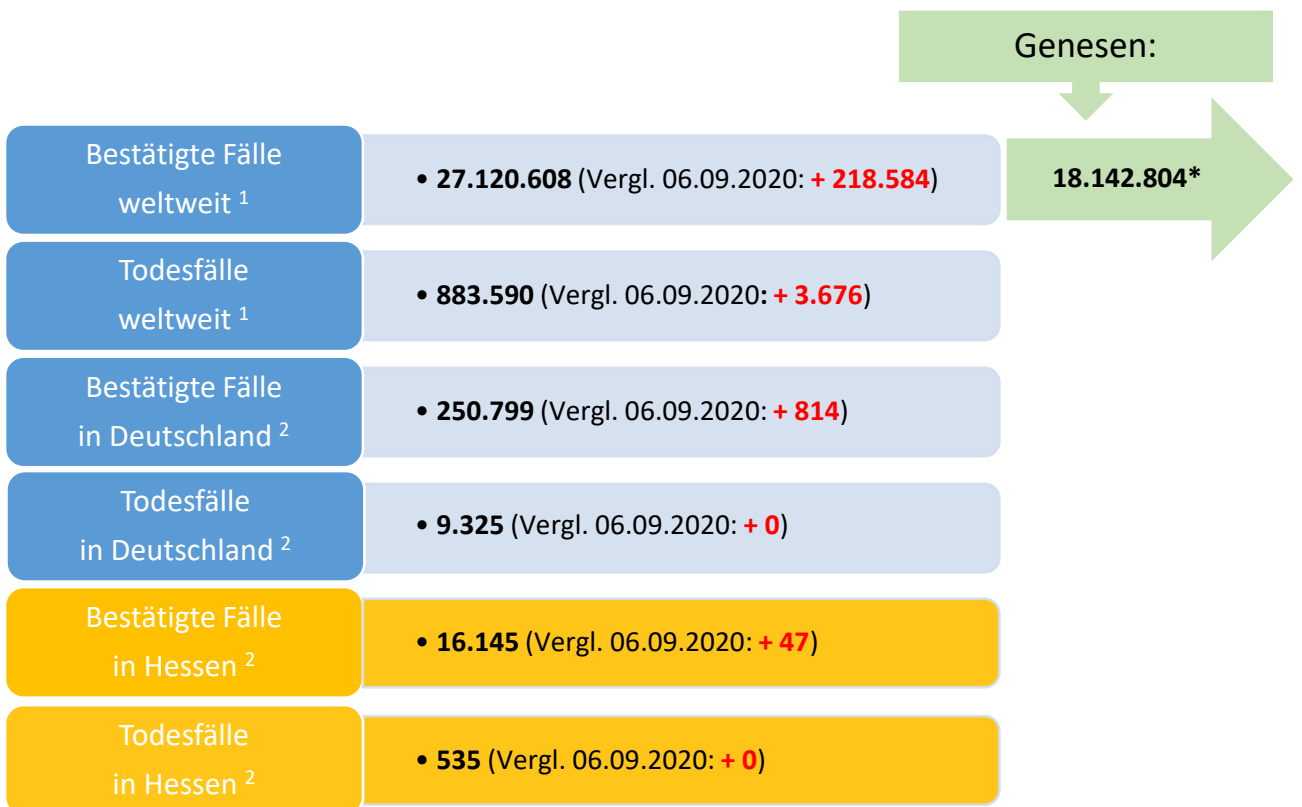 Genesen:
Bestätigte Fälle
weltweit ¹
• 27.120.608 (Vergl. 06.09.2020: + 218.584)
18.142.804*
Todesfälle
weltweit ¹
• 883.590 (Vergl. 06.09.2020: + 3.676)
Bestätigte Fälle
in Deutschland ²
• 250.799 (Vergl. 06.09.2020: + 814)
Todesfälle
in Deutschland ²
• 9.325 (Vergl. 06.09.2020: + 0)
Bestätigte Fälle
in Hessen ²
• 16.145 (Vergl. 06.09.2020: + 47)
Todesfälle
in Hessen ²
• 535 (Vergl. 06.09.2020: + 0)